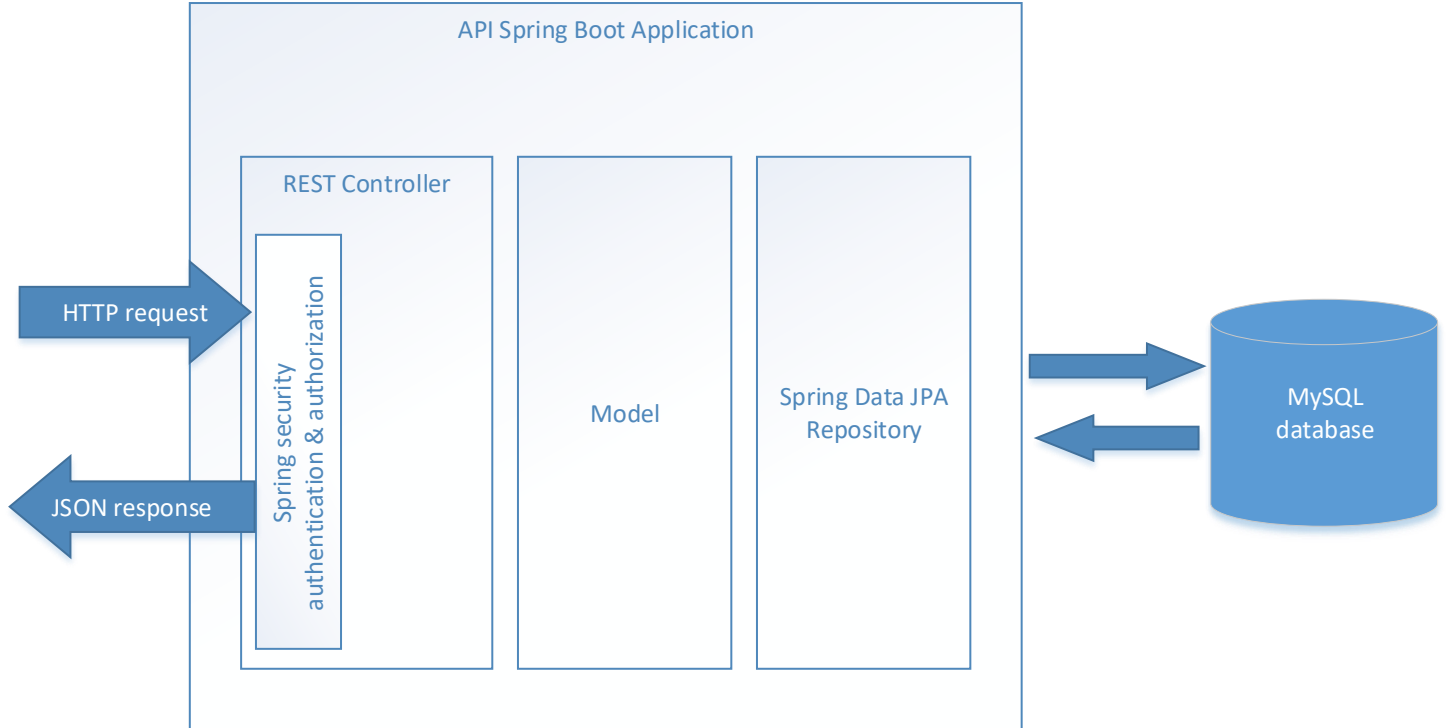 API Spring Boot Application
REST Controller
HTTP request
JSON response
Spring security
authentication & authorization
Model
Spring Data JPA
Repository
MySQL
database